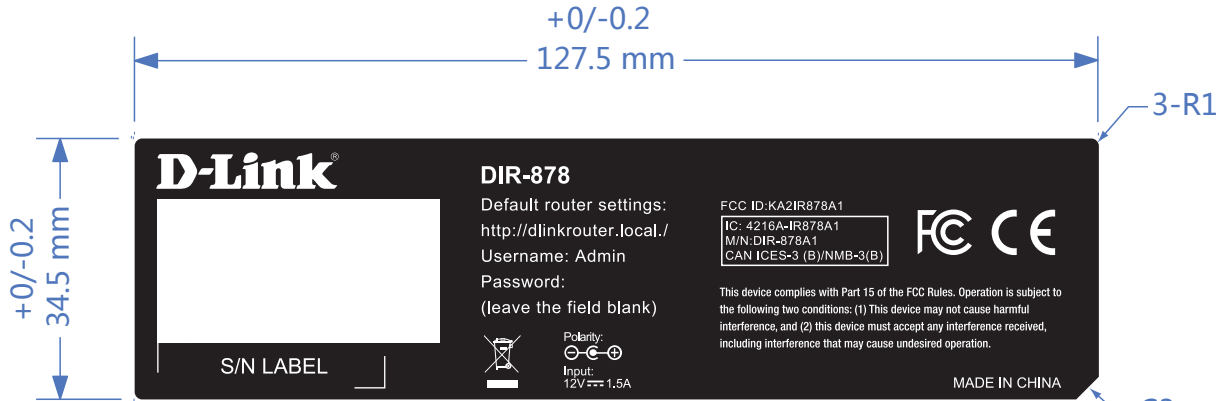 +0/-0.2
127.5 mm
3-R1
+0/-0.2
34.5 mm
D-Link®
S/N LABEL
DIR-878
Default router settings:
http://dlinkrouter.local./
Username: Admin
Password:
(leave the field blank)
Polarity:
Input:
12V 1.5A
FCC ID:KA2IR878A1
IC: 4216A-IR878A1
M/N:DIR-878A1
CAN ICES-3 (B)/NMB-3(B)
FC CE
This device complies with Part 15 of the FCC Rules. Operation is subject to
the following two conditions: (1) This device may not cause harmful
interference, and (2) this device must accept any interference received,
including interference that may cause undesired operation.
MADE IN CHINA